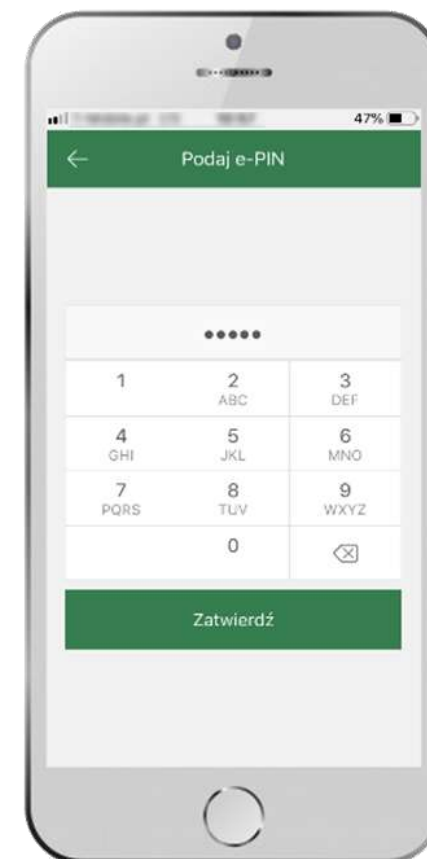 47%
Podaj e-PIN
•••••
1 2 3
ABC DEF
4 5 6
GHI JKL MNO
7 8 9
PQRS TUV WXYZ
0
Zatwierdź